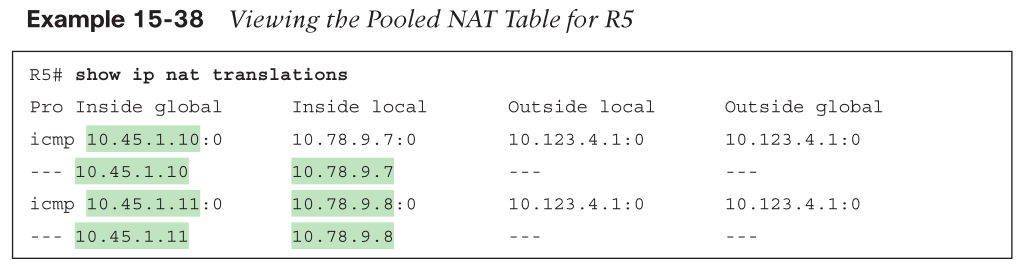 Example 15-38 Viewing the Pooled NAT Table for R5
R5# show ip nat translations
Pro Inside global Inside local Outside local Outside global
icmp 10.45.1.10:0 10.78.9.7:0 10.123.4.1:0 10.123.4.1:0
--- 10.45.1.10 10.78.9.7 --- ---
icmp 10.45.1.11:0 10.78.9.8:0 10.123.4.1:0 10.123.4.1:0
--- 10.45.1.11 10.78.9.8 --- ---